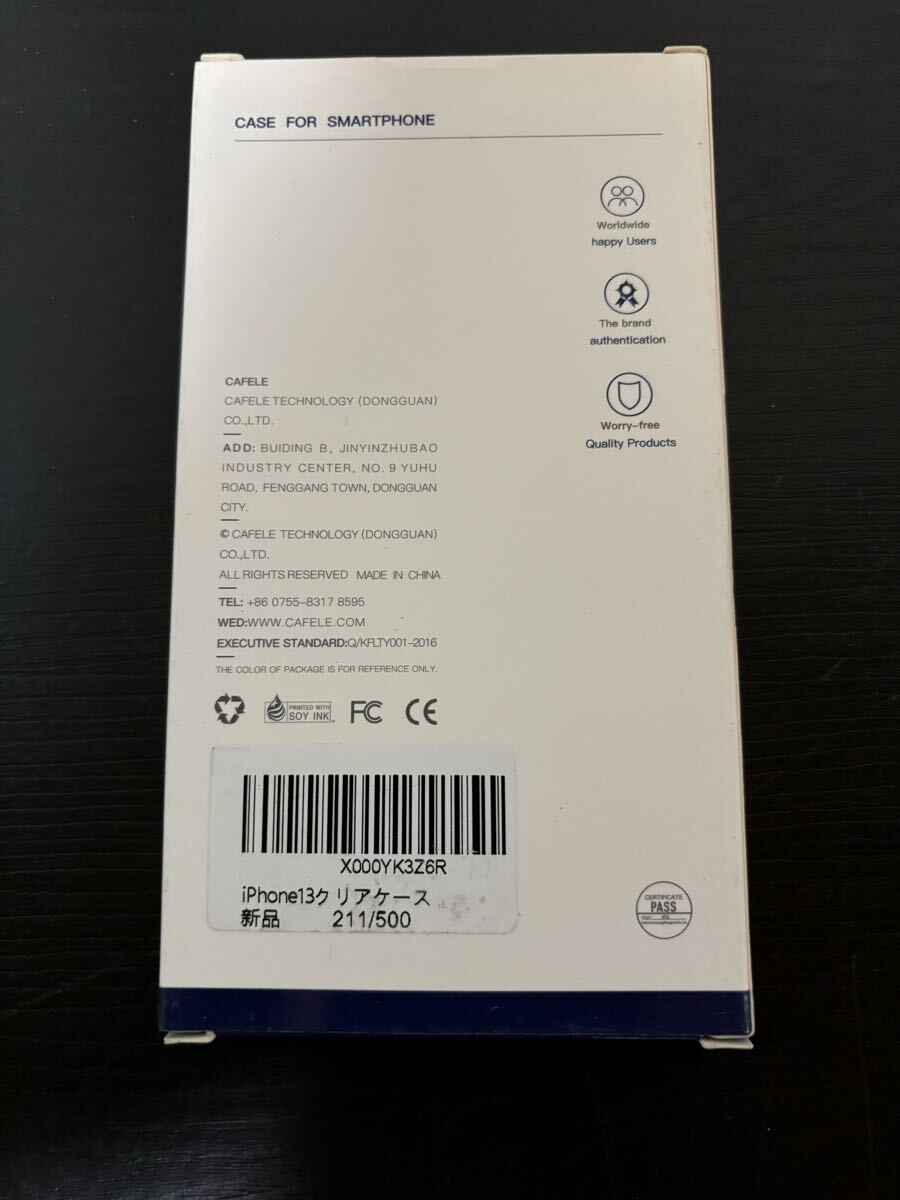 CASE FOR SMARTPHONE
Worldwide
happy Users
The brand
authentication
Worry-free
Quality Products
CAFELE
CAFELE TECHNOLOGY (DONGGUAN)
CO.,LTD.
ADD: BUIDING B, JINYINZHUBAO
INDUSTRY CENTER, NO. 9 YUHU
ROAD, FENGGANG TOWN, DONGGUAN
CITY.
© CAFELE TECHNOLOGY (DONGGUAN)
CO.,LTD.
ALL RIGHTS RESERVED MADE IN CHINA
TEL: +86 0755-8317 8595
WED:WWW.CAFELE.COM
EXECUTIVE STANDARD:Q/KFLTY001-2016
THE COLOR OF PACKAGE IS FOR REFERENCE ONLY.
PRINTED WITH
SOY INK
FC CE
X000YK3Z6R
iPhone13クリアケース
新品 211/500
CERTIFICATE
PASS